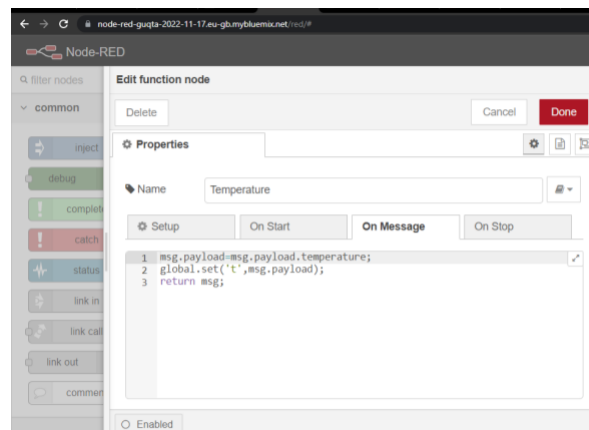 node-red-guqta-2022-11-17.eu-gb.mybluemix.net/red/#
Node-RED
filter nodes
Edit function node
common
Delete
Cancel
Done
inject
Properties
debug
Name
Temperature
complete
Setup
On Start
On Message
On Stop
catch
1 msg.payload=msg.payload.temperature;
2 global.set('t',msg.payload);
3 return msg;
status
link in
link call
link out
commen
Enabled